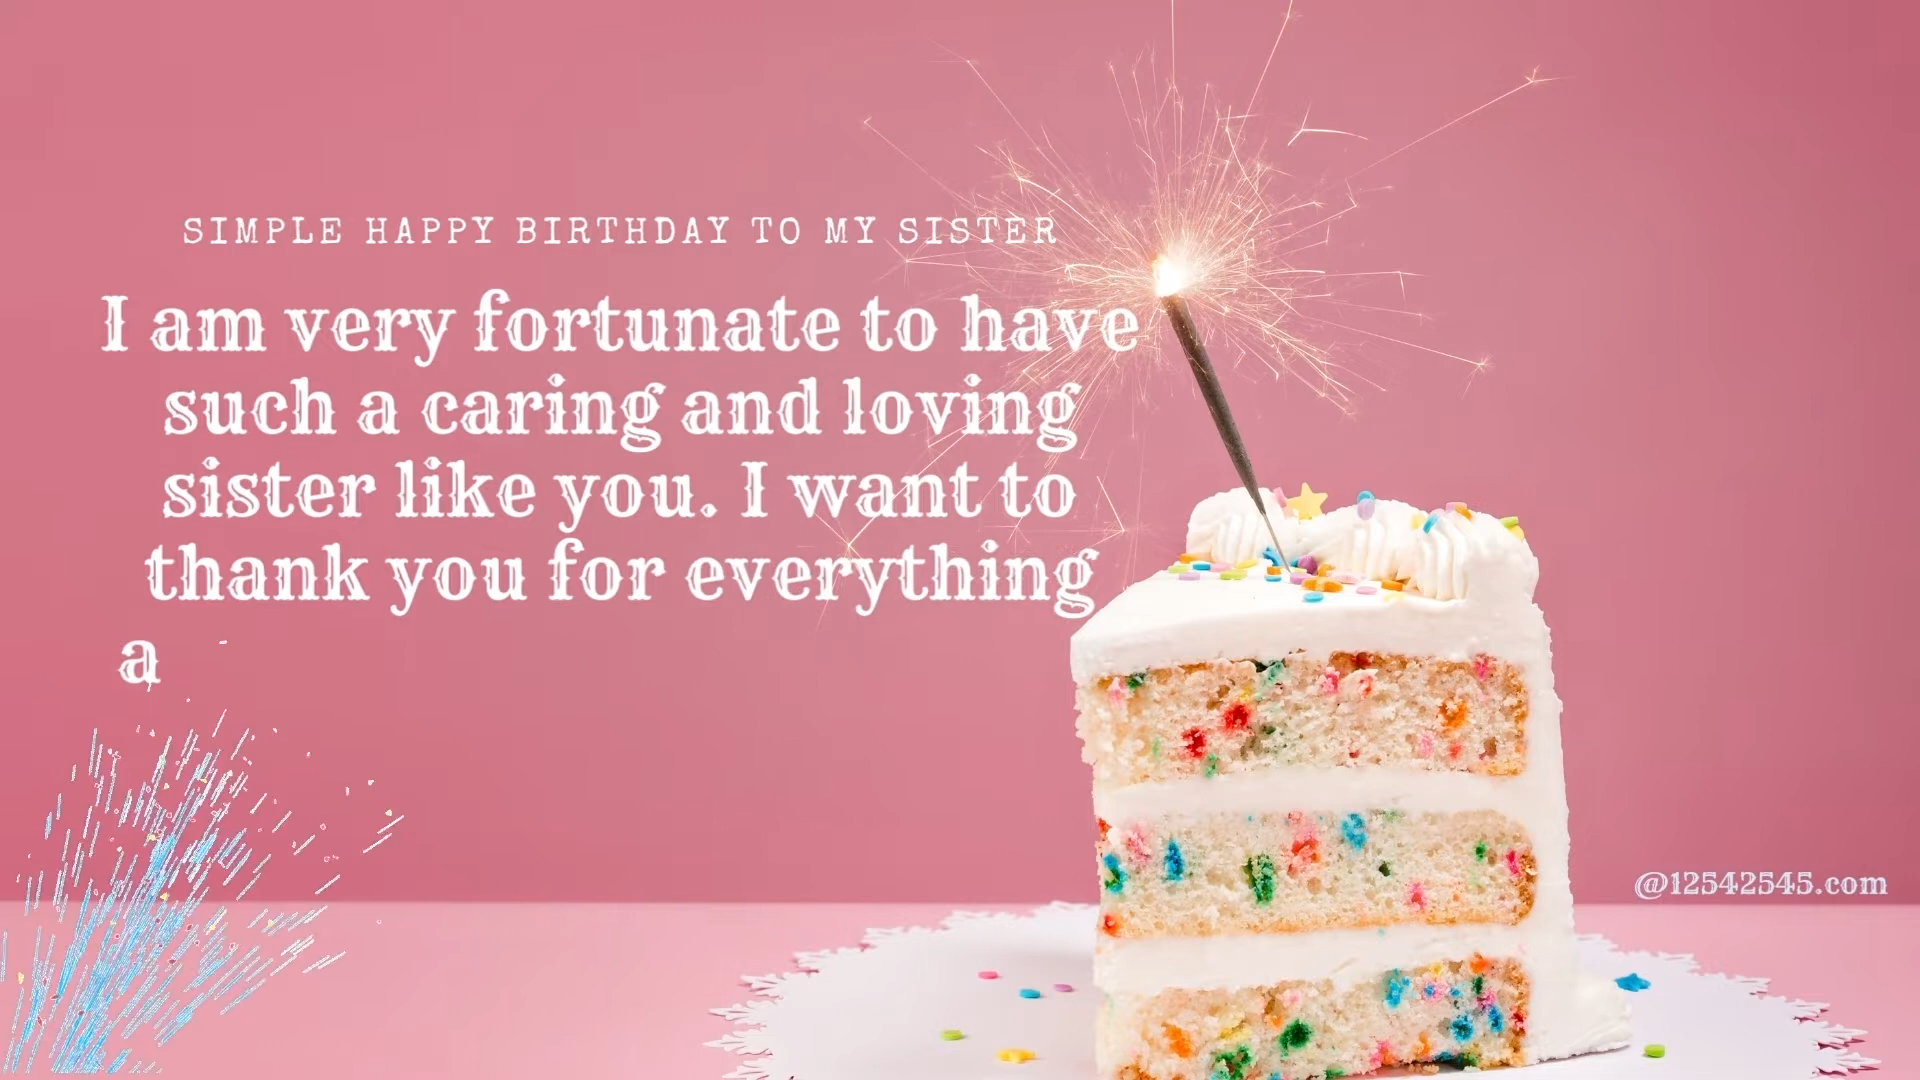 SIMPLE HAPPY BIRTHDAY TO MY SISTER
I am very fortunate to have
such a caring and loving
sister like you. I want to
thank you for everything
a
@12542545.com